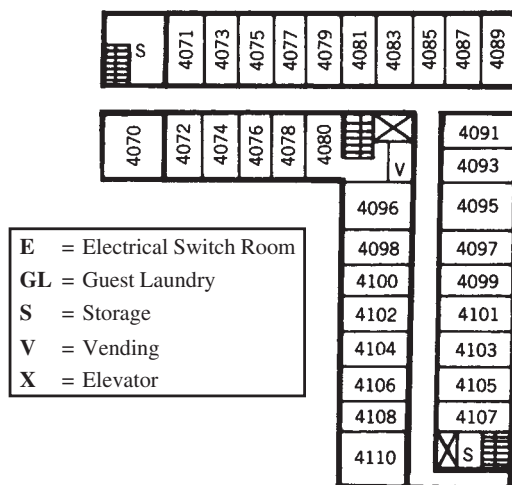 S 4071 4073 4075 4077 4079 4081 4083 4085 4087 4089
4070 4072 4074 4076 4078 4080 4091
V 4093
4096 4095
4098 4097
4100 4099
4102 4101
4104 4103
4106 4105
4108 4107
4110 S
E = Electrical Switch Room
GL = Guest Laundry
S = Storage
V = Vending
X = Elevator